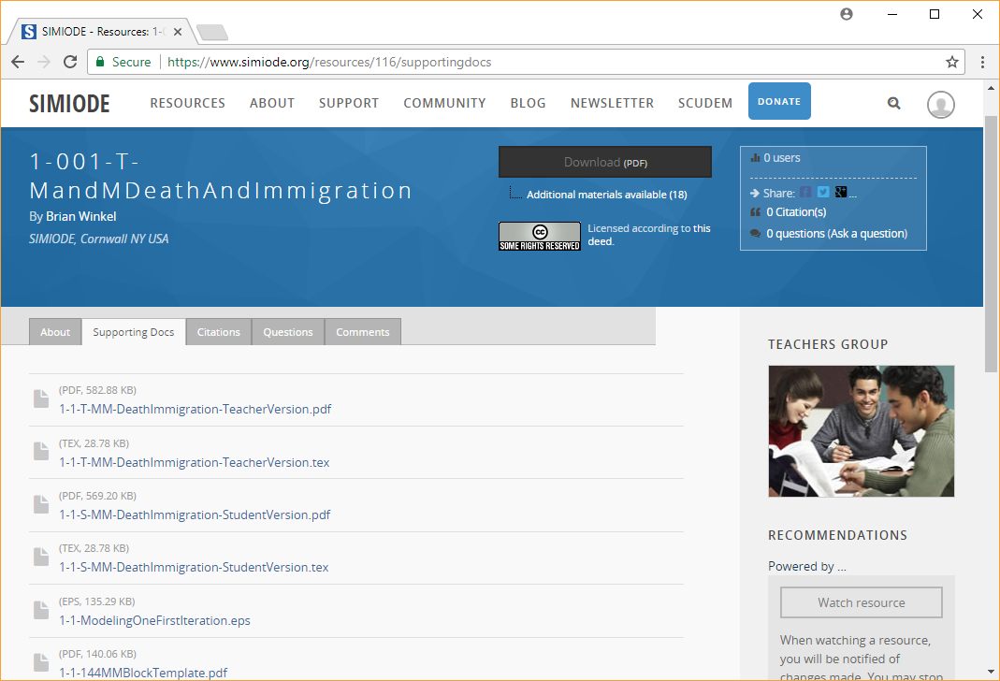 SIMIODE - Resources: 1-
Secure https://www.simiode.org/resources/116/supportingdocs
SIMIODE RESOURCES ABOUT SUPPORT COMMUNITY BLOG NEWSLETTER SCUDEM DONATE
1-001-T-
MandMDeathAndImmigration
By Brian Winkel
SIMIODE, Cornwall NY USA
Download (PDF)
Additional materials available (18)
SOME RIGHTS RESERVED
Licensed according to this
deed.
0 users
Share: ...
0 Citation(s)
0 questions (Ask a question)
About Supporting Docs Citations Questions Comments
(PDF, 582.88 KB)
1-1-T-MM-DeathImmigration-TeacherVersion.pdf
(TEX, 28.78 KB)
1-1-T-MM-DeathImmigration-TeacherVersion.tex
(PDF, 569.20 KB)
1-1-S-MM-DeathImmigration-StudentVersion.pdf
(TEX, 28.78 KB)
1-1-S-MM-DeathImmigration-StudentVersion.tex
(EPS, 135.29 KB)
1-1-ModelingOneFirstIteration.eps
(PDF, 140.06 KB)
1-1-144MMBlockTemplate.pdf
TEACHERS GROUP
RECOMMENDATIONS
Powered by ...
Watch resource
When watching a resource,
you will be notified of
changes made. You may stop